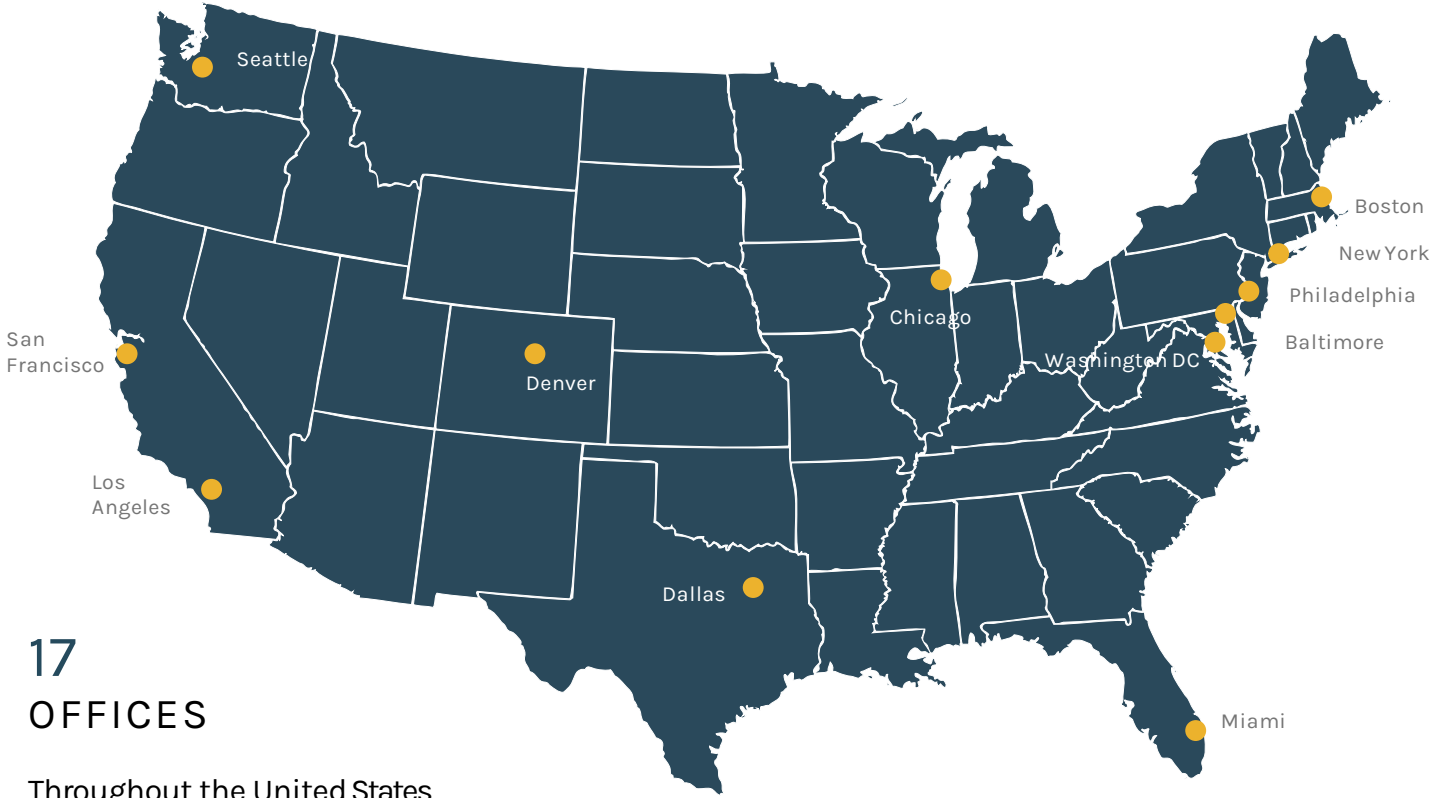 Seattle
Boston
New York
Philadelphia
Chicago
San
Francisco
Baltimore
Washington DC
Denver
Los
Angeles
Dallas
17
OFFICES
Miami
Throughout the United States